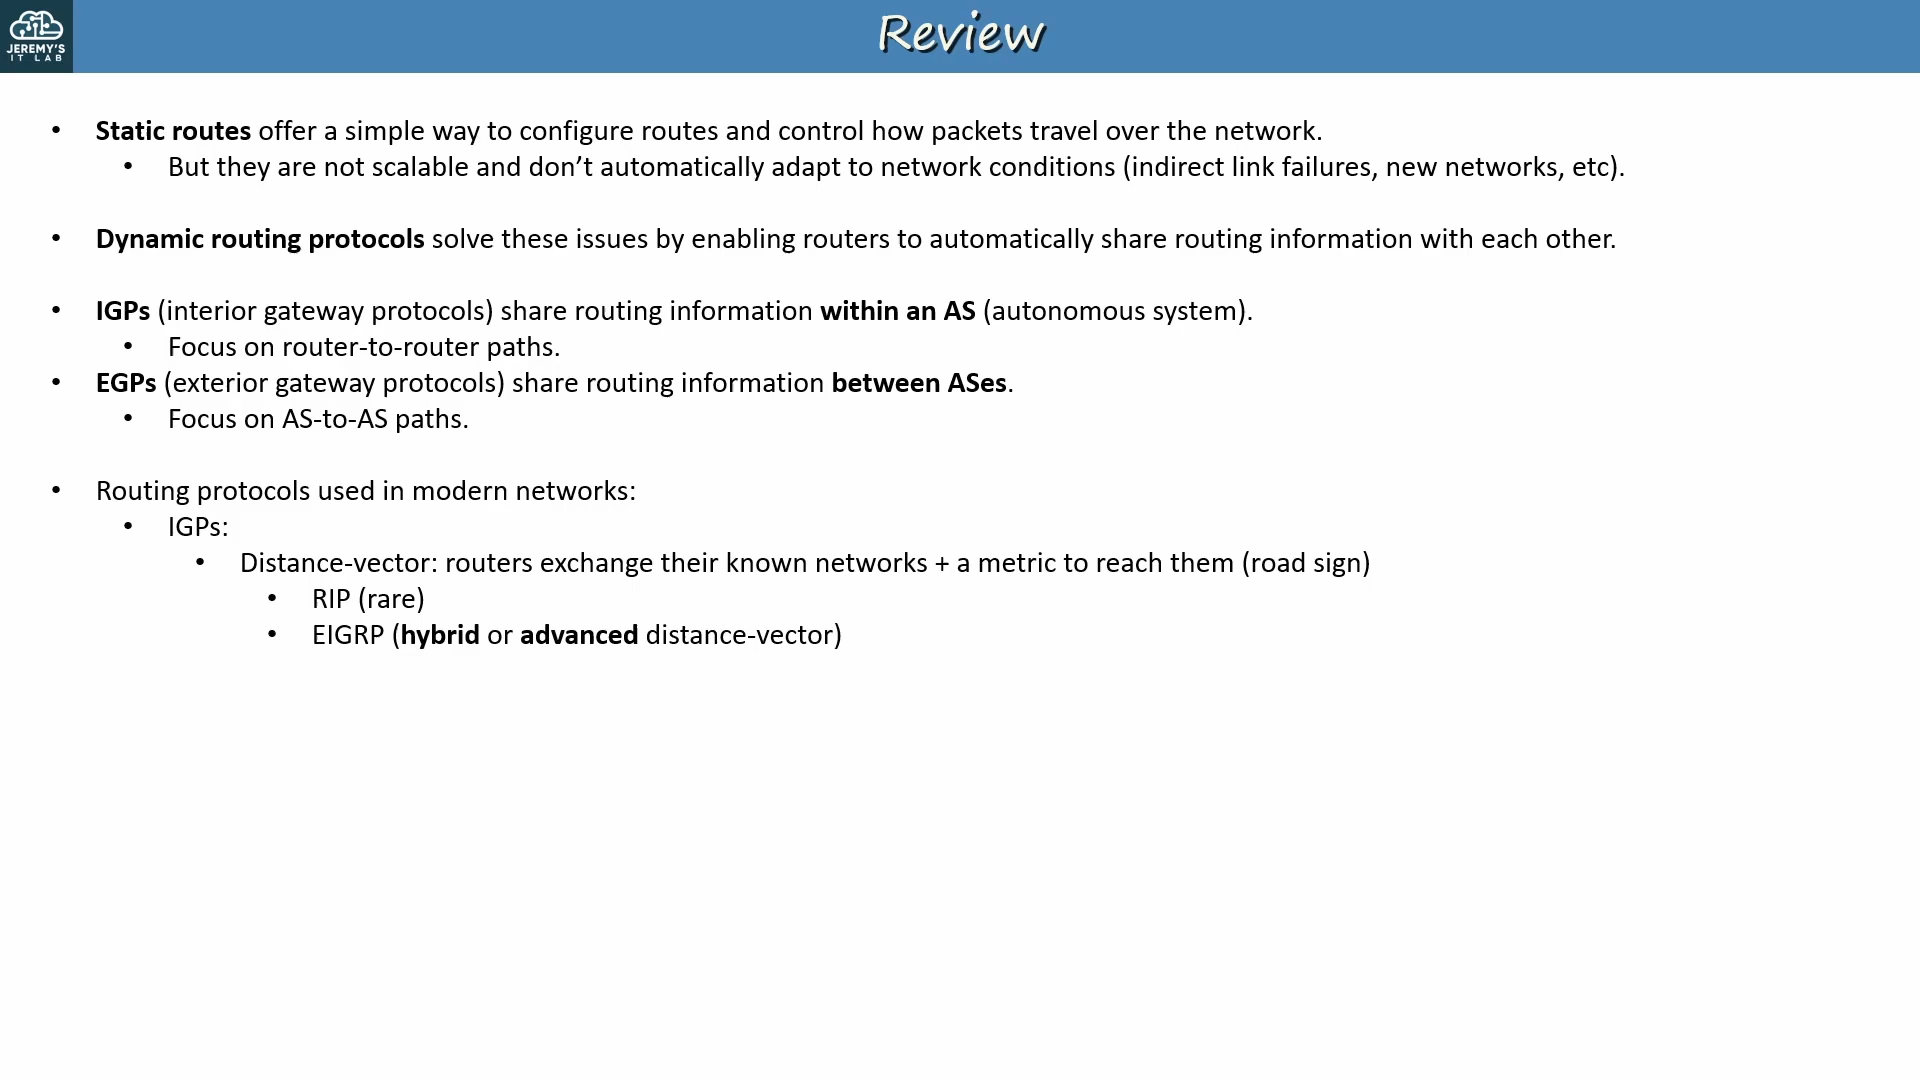 JEREMY'S
IT LAB
Review
• Static routes offer a simple way to configure routes and control how packets travel over the network.
• But they are not scalable and don’t automatically adapt to network conditions (indirect link failures, new networks, etc).
• Dynamic routing protocols solve these issues by enabling routers to automatically share routing information with each other.
• IGPs (interior gateway protocols) share routing information within an AS (autonomous system).
• Focus on router-to-router paths.
• EGPs (exterior gateway protocols) share routing information between ASes.
• Focus on AS-to-AS paths.
• Routing protocols used in modern networks:
• IGPs:
• Distance-vector: routers exchange their known networks + a metric to reach them (road sign)
• RIP (rare)
• EIGRP (hybrid or advanced distance-vector)